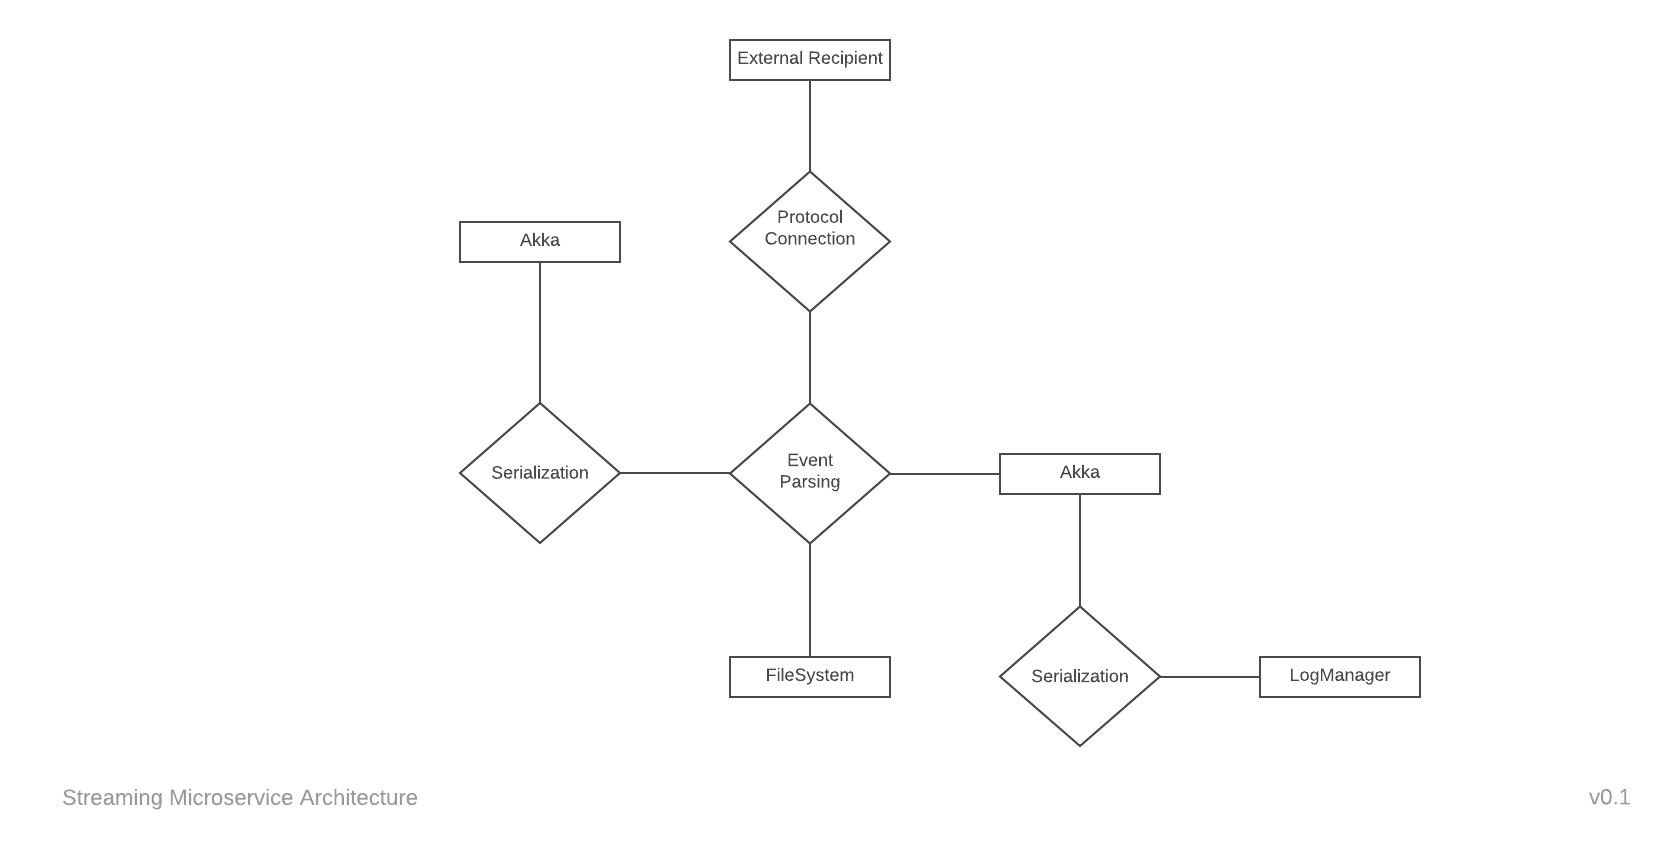 External Recipient
Protocol
Connection
Akka
Serialization
Event
Parsing
Akka
FileSystem
Serialization
LogManager
Streaming Microservice Architecture
v0.1